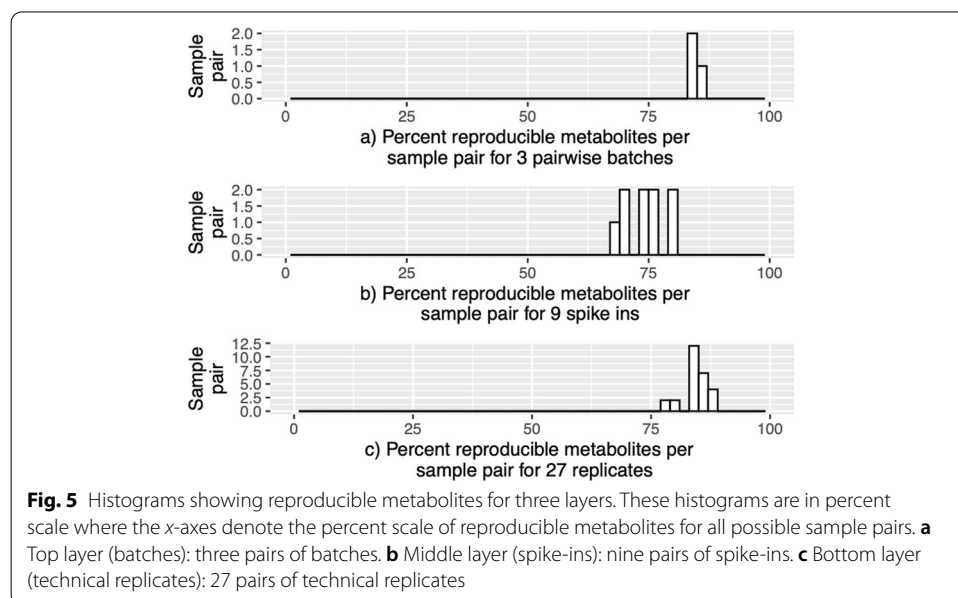 Sample
pair
2.0
1.5
1.0
0.5
0.0
0 25 50 75 100
a) Percent reproducible metabolites per
sample pair for 3 pairwise batches
Sample
pair
2.0
1.5
1.0
0.5
0.0
0 25 50 75 100
b) Percent reproducible metabolites per
sample pair for 9 spike ins
Sample
pair
12.5
10.0
7.5
5.0
2.5
0.0
0 25 50 75 100
c) Percent reproducible metabolites per
sample pair for 27 replicates
Fig. 5 Histograms showing reproducible metabolites for three layers. These histograms are in percent
scale where the x-axes denote the percent scale of reproducible metabolites for all possible sample pairs. a
Top layer (batches): three pairs of batches. b Middle layer (spike-ins): nine pairs of spike-ins. c Bottom layer
(technical replicates): 27 pairs of technical replicates